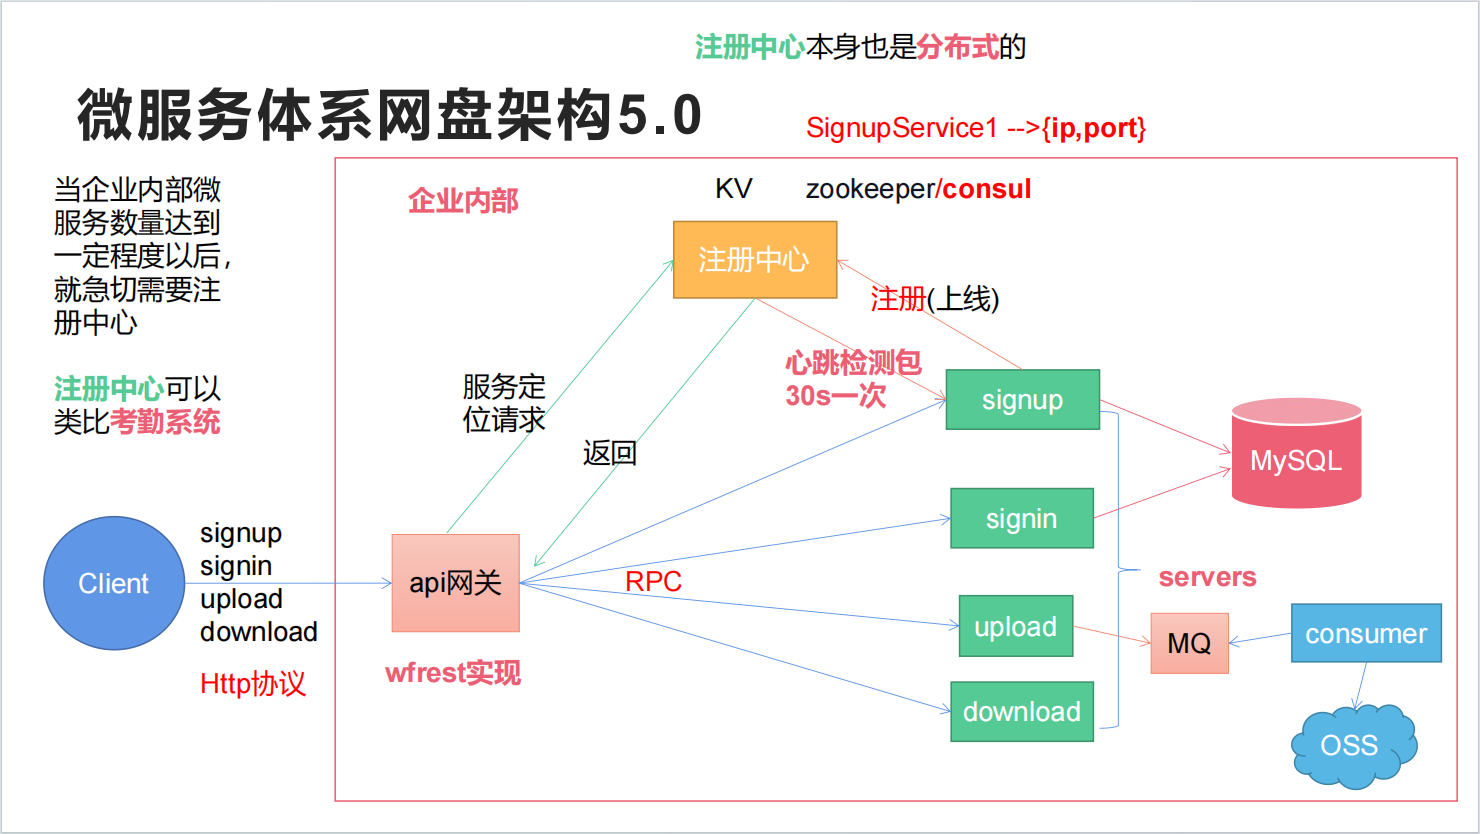 注册中心本身也是分布式的
微服务体系网盘架构5.0
SignupService1 -->{ip,port}
当企业内部微
服务数量达到
一定程度以后，
就急切需要注
册中心
注册中心可以
类比考勤系统
企业内部
KV
zookeeper/consul
注册中心
注册(上线)
心跳检测包
30s一次
服务定
位请求
返回
signup
signin
upload
download
MySQL
Client
signup
signin
upload
download
Http协议
api网关
wfrest实现
RPC
servers
MQ
consumer
OSS